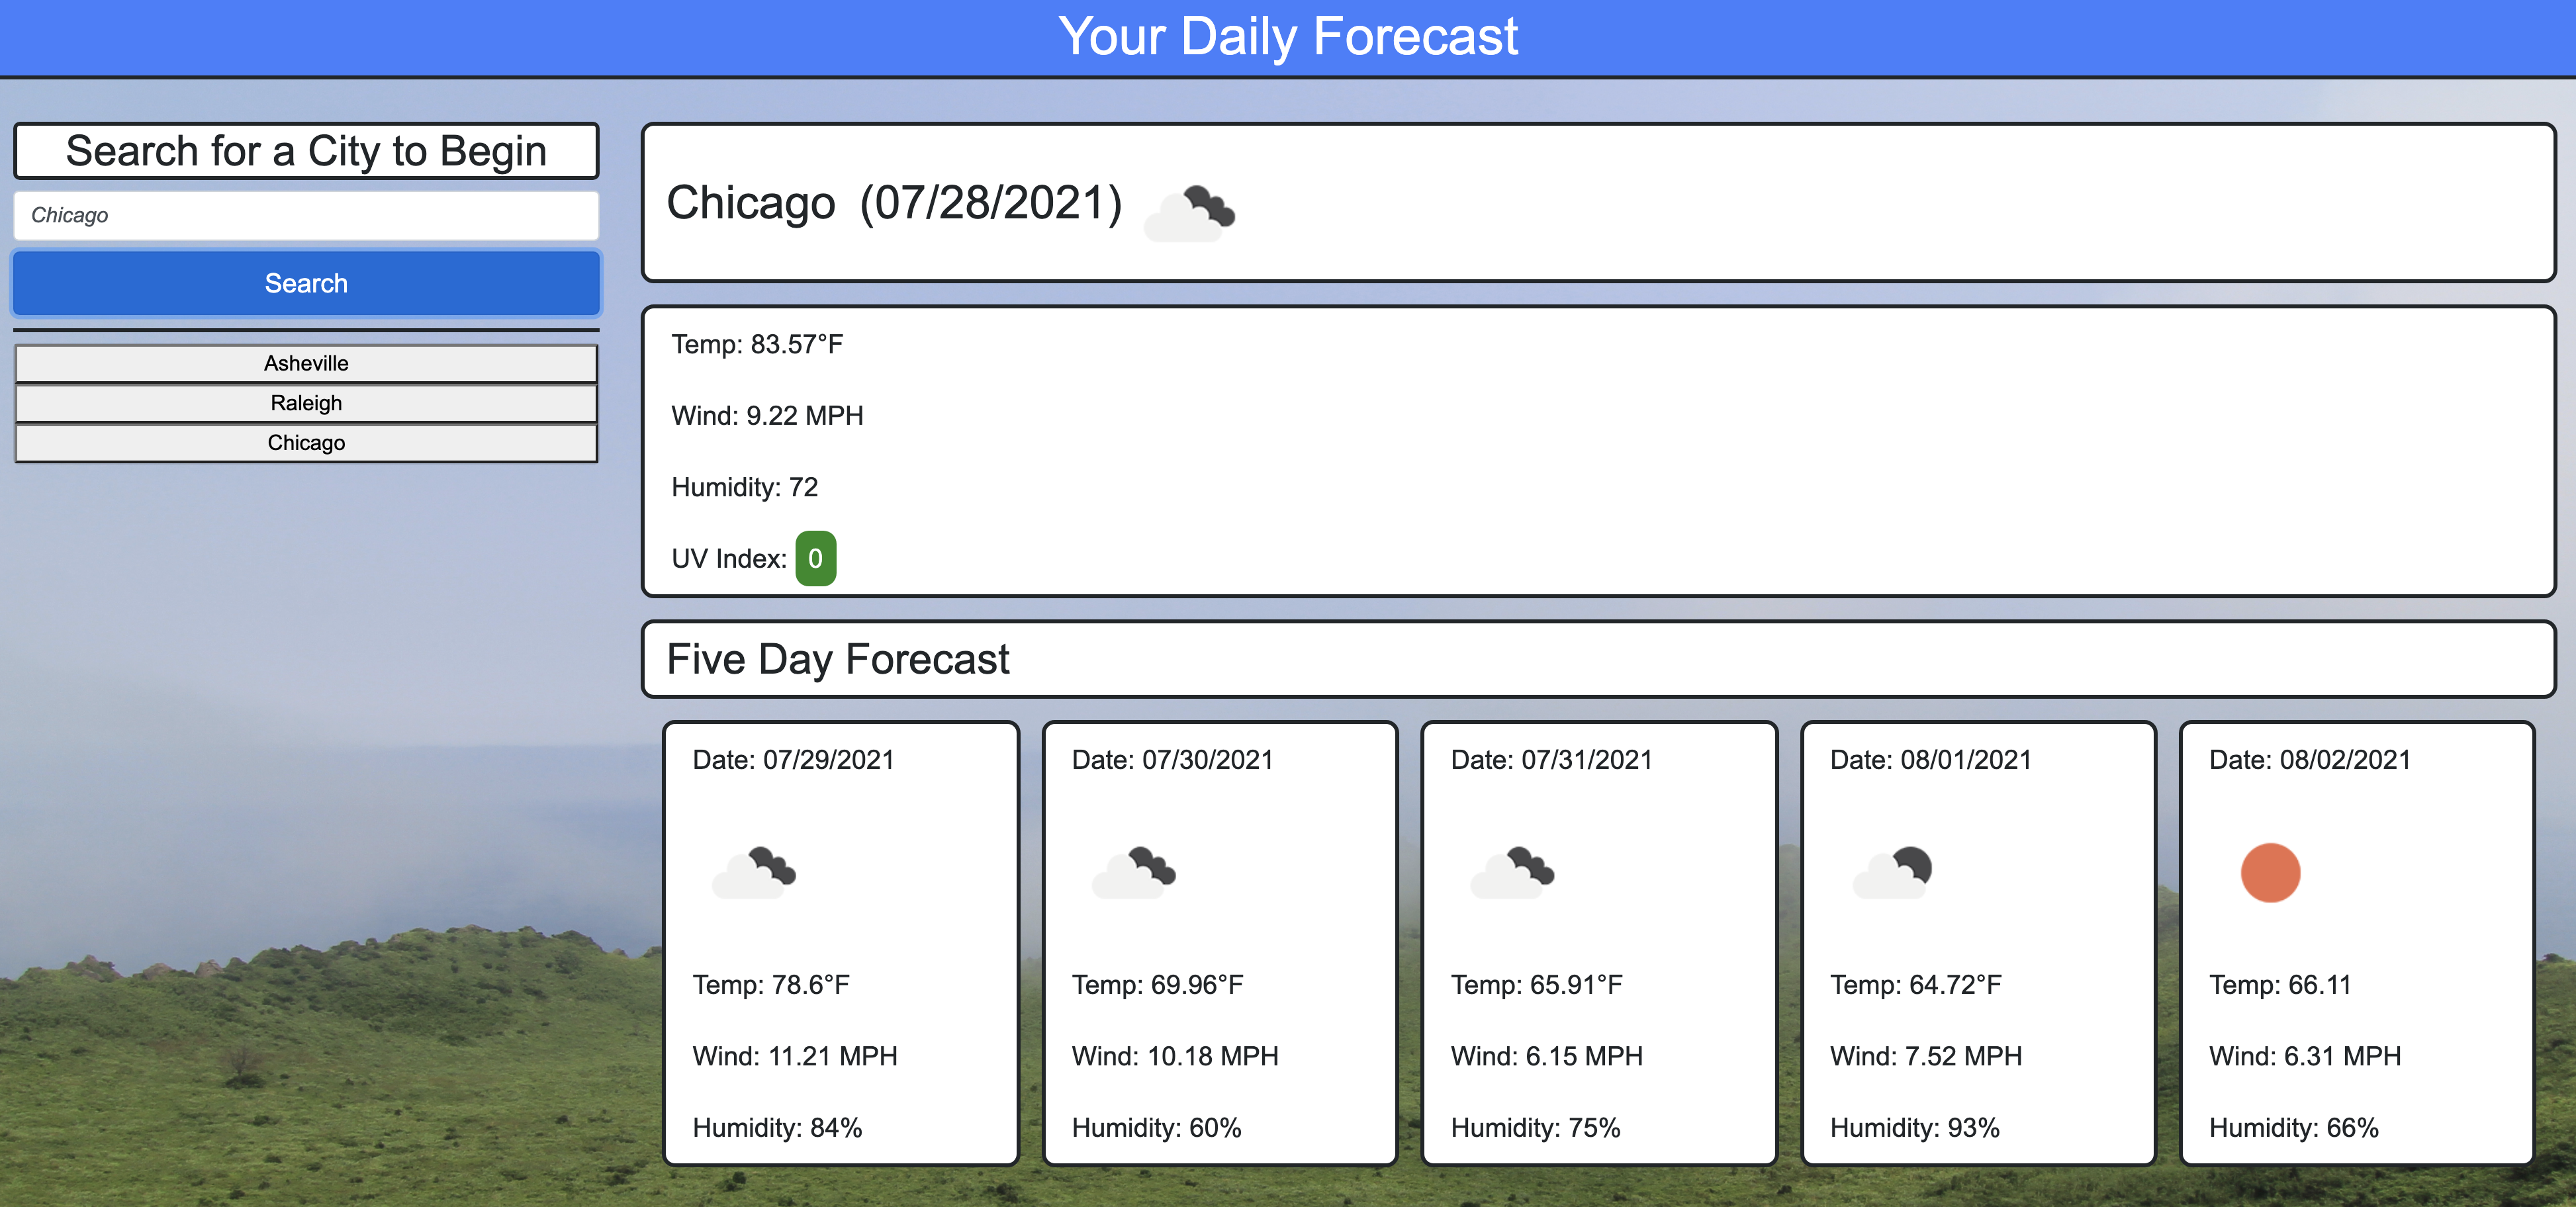 Your Daily Forecast
Search for a City to Begin
Chicago
Search
Asheville
Raleigh
Chicago
Chicago (07/28/2021)
Temp: 83.57°F
Wind: 9.22 MPH
Humidity: 72
UV Index: 0
Five Day Forecast
Date: 07/29/2021
Temp: 78.6°F
Wind: 11.21 MPH
Humidity: 84%
Date: 07/30/2021
Temp: 69.96°F
Wind: 10.18 MPH
Humidity: 60%
Date: 07/31/2021
Temp: 65.91°F
Wind: 6.15 MPH
Humidity: 75%
Date: 08/01/2021
Temp: 64.72°F
Wind: 7.52 MPH
Humidity: 93%
Date: 08/02/2021
Temp: 66.11
Wind: 6.31 MPH
Humidity: 66%